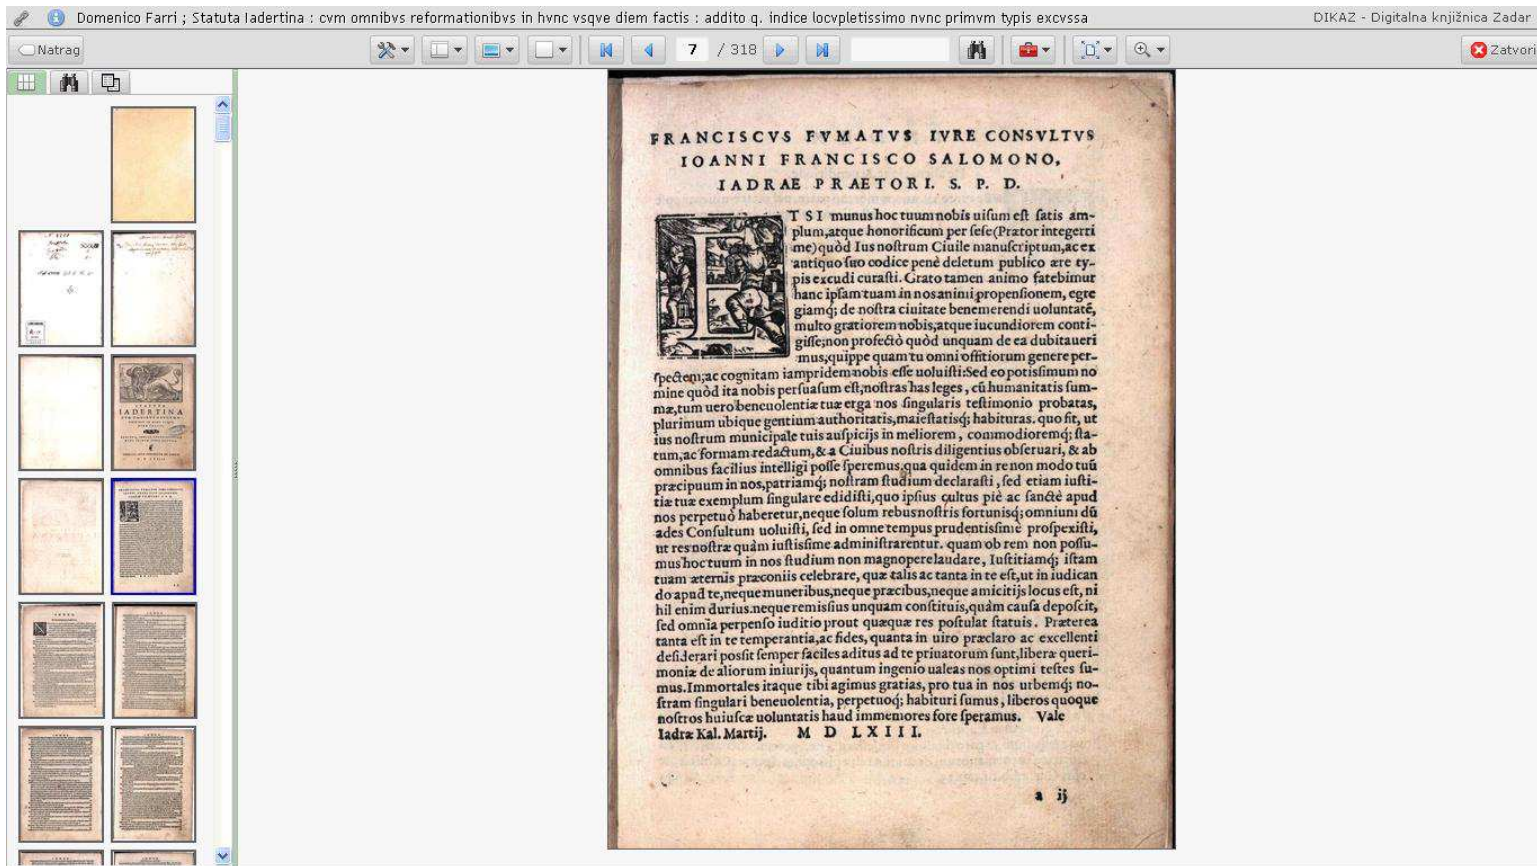 Domenico Farri ; Statuta Iadertina : cvm omnibvs reformationibvs in hvnc vsqve diem factis : addito q. indice locvpletissimo nvnc primvm typis excvssa
DIKAZ - Digitalna knjižnica Zadar
Natrag
7 / 318
Zatvori
FRANCISCVS FVMATVS IVRE CONSVLTVS
IOANNI FRANCISCO SALOMONO,
IADRAE PRAETORI. S. P. D.
ETSI munus hoc tuum nobis uisum est satis am-
plum, atque honorificum per sese (Prætor integerri
me) quòd Ius nostrum Ciuile manuscriptum, ac ex
antiquo suo codice penè deletum publico ære ty-
pis excudi curasti. Grato tamen animo fatebimur
hanc ipsam tuam in nos animi propensionem, egre
giamq; de nostra ciuitate benemerendi uoluntatē,
multo gratiorem nobis, atque iucundiorem conti-
gisse; non profectò quòd unquam de ea dubitaueri
mus, quippe quam tu omni offitiorum genere per-
spectem; ac cognitam iampridem nobis esse uoluisti: Sed eo potissimum no
mine quòd ita nobis persuasum est, nostras has leges, cū humanitatis sum-
mæ, tum uero beneuolentiæ tuæ erga nos singularis testimonio probatas,
plurimum ubique gentium authoritatis, maiestatisq; habituras. quo fit, ut
ius nostrum municipale tuis auspicijs in meliorem, commodioremq; sta-
tum, ac formam redactum, & a Ciuibus nostris diligentius obseruari, & ab
omnibus facilius intelligi posse speremus, qua quidem in re non modo tuū
præcipuum in nos, patriamq; nostram studium declarasti, sed etiam iusti-
tiæ tuæ exemplum singulare edidisti, quo ipsius cultus piè ac sanctè apud
nos perpetuò haberetur, neque solum rebus nostris fortunisq; omnium dū
ades Consultum uoluisti, sed in omne tempus prudentissimè prospexisti,
ut res nostræ quàm iustissime administrarentur. quam ob rem non possu-
mus hoc tuum in nos studium non magnopere laudare, Iustitiamq; istam
tuam æternis præconiis celebrare, quæ talis ac tanta in te est, ut in iudican
do apud te, neque muneribus, neque præcibus, neque amicitijs locus est, ni
hil enim durius. neque remissius unquam constituis, quàm causa deposcit,
sed omnia perpenso iuditio prout quæquæ res postulat statuis. Præterea
tanta est in te temperantia, ac fides, quanta in uiro præclaro ac excellenti
desiderari possit semper faciles aditus ad te priuatorum sunt, liberæ queri-
moniæ de aliorum iniurijs, quantum ingenio ualeas nos optimi testes su-
mus. Immortales itaque tibi agimus gratias, pro tua in nos urbemq; no-
stram singulari beneuolentia, perpetuoq; habituri sumus, liberos quoque
nostros huiusce uoluntatis haud immemores fore speramus. Vale
Iadræ Kal. Martij. M D LXIII.
a ij
IADERTINA